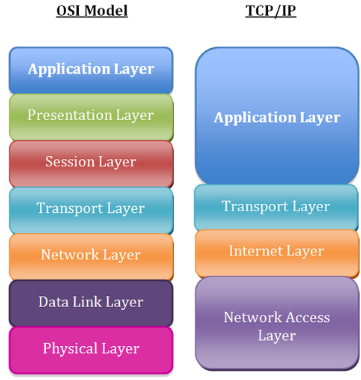 OSI Model
TCP/IP
Application Layer
Presentation Layer
Session Layer
Transport Layer
Network Layer
Data Link Layer
Physical Layer
Application Layer
Transport Layer
Internet Layer
Network Access
Layer